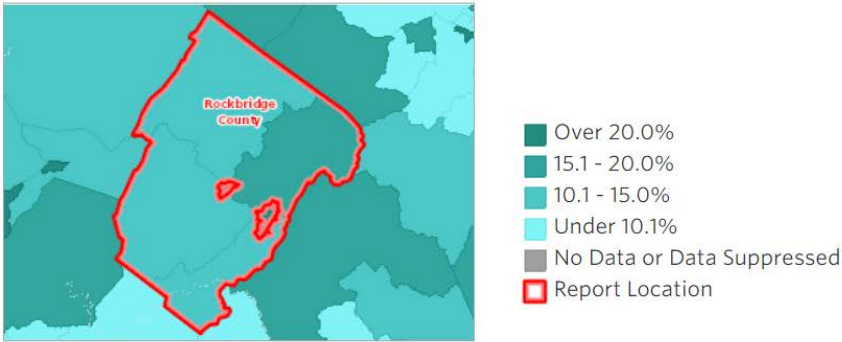 Rockbridge
County
Over 20.0%
15.1 - 20.0%
10.1 - 15.0%
Under 10.1%
No Data or Data Suppressed
Report Location